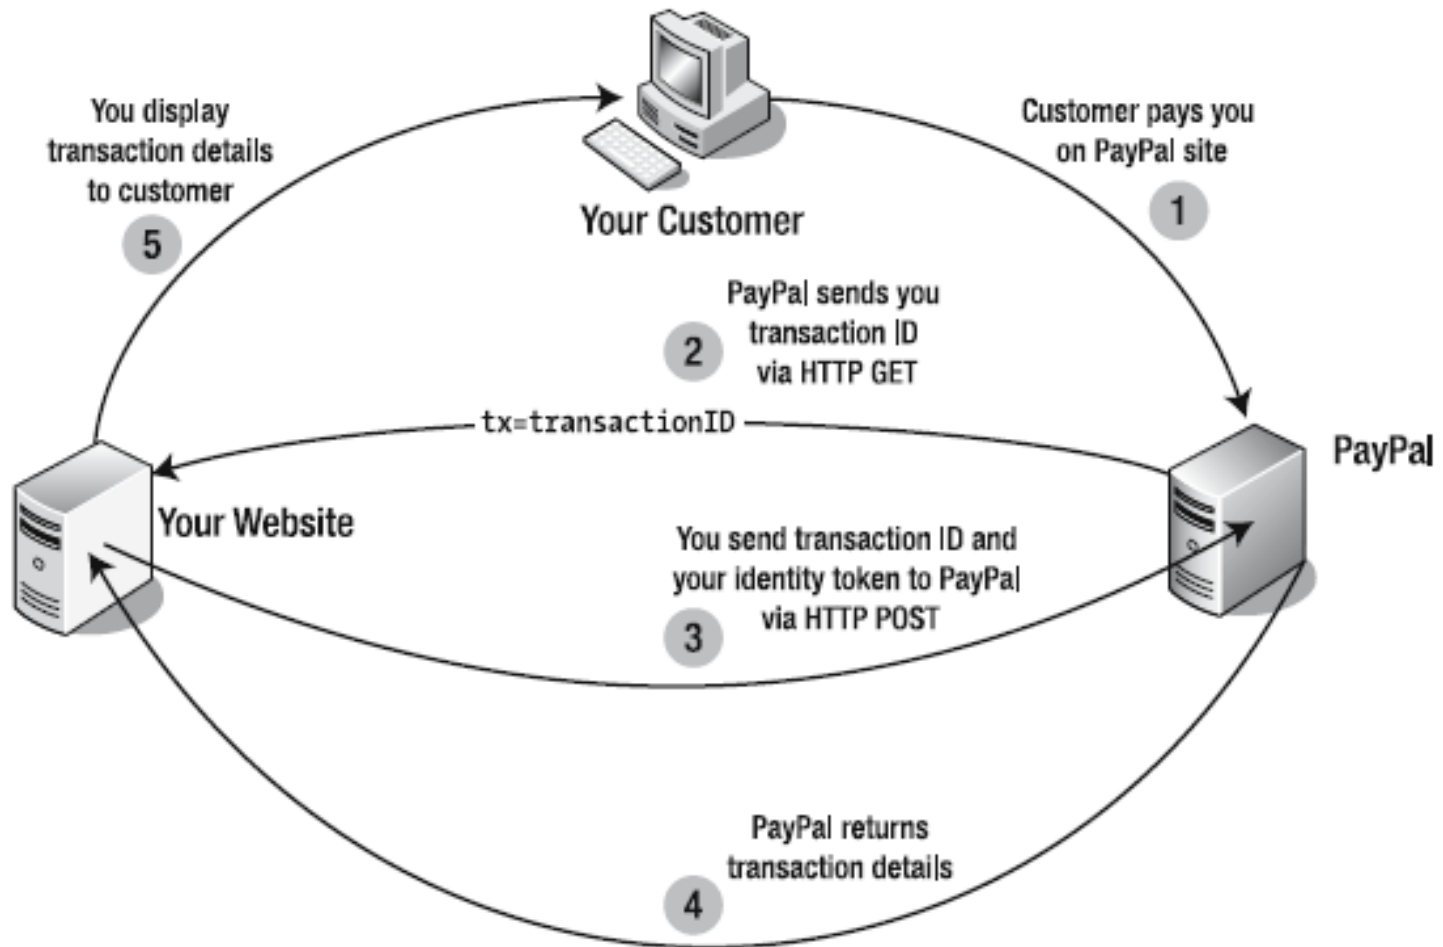 You display
transaction details
to customer
5
Your Customer
Customer pays you
on PayPal site
1
2
PayPal sends you
transaction ID
via HTTP GET
tx=transactionID
PayPal
Your Website
You send transaction ID and
your identity token to PayPal
via HTTP POST
3
PayPal returns
transaction details
4